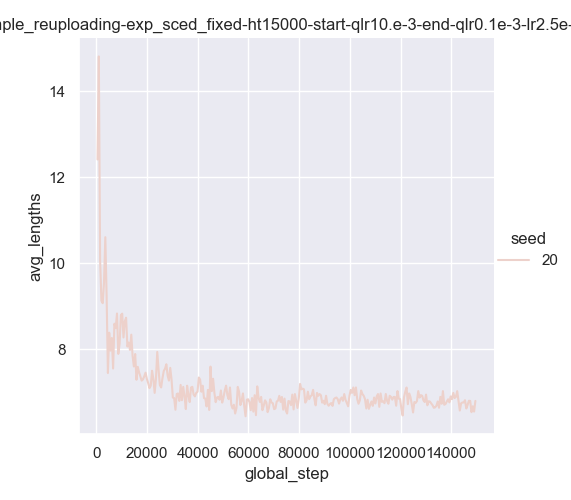 ple_reuploading-exp_sced_fixed-ht15000-start-qlr10.e-3-end-qlr0.1e-3-lr2.5e-
14
12
10
8
avg_lengths
seed
20
0 20000 40000 60000 80000 100000 120000 140000
global_step